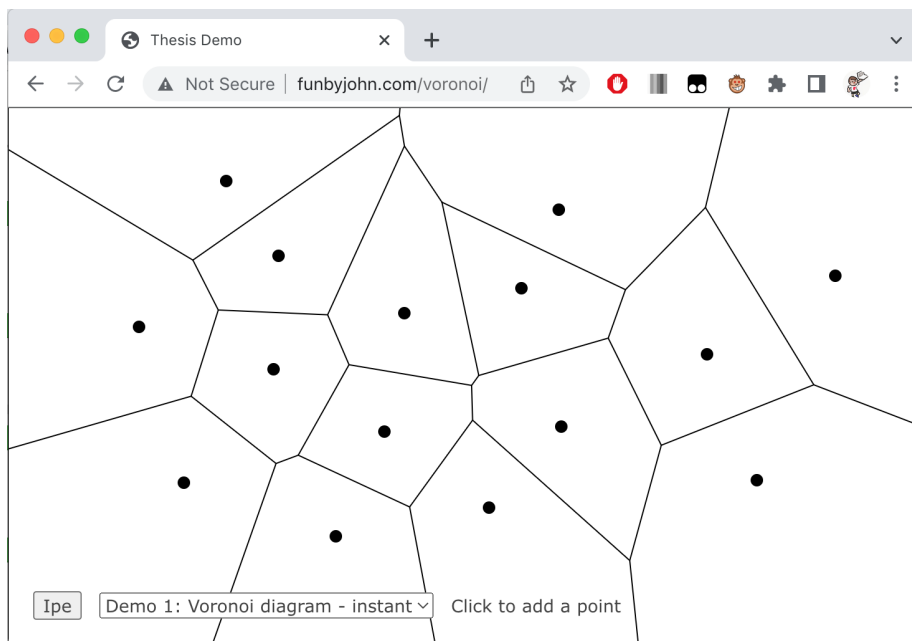 Thesis Demo
Not Secure | funbyjohn.com/voronoi/
Ipe Demo 1: Voronoi diagram - instant Click to add a point